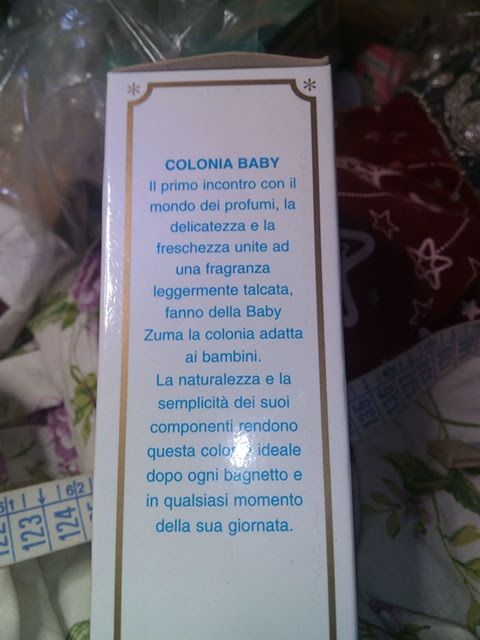 COLONIA BABY
Il primo incontro con il
mondo dei profumi, la
delicatezza e la
freschezza unite ad
una fragranza
leggermente talcata,
fanno della Baby
Zuma la colonia adatta
ai bambini.
La naturalezza e la
semplicità dei suoi
componenti rendono
questa colonia ideale
dopo ogni bagnetto e
in qualsiasi momento
della sua giornata.
122
123
124